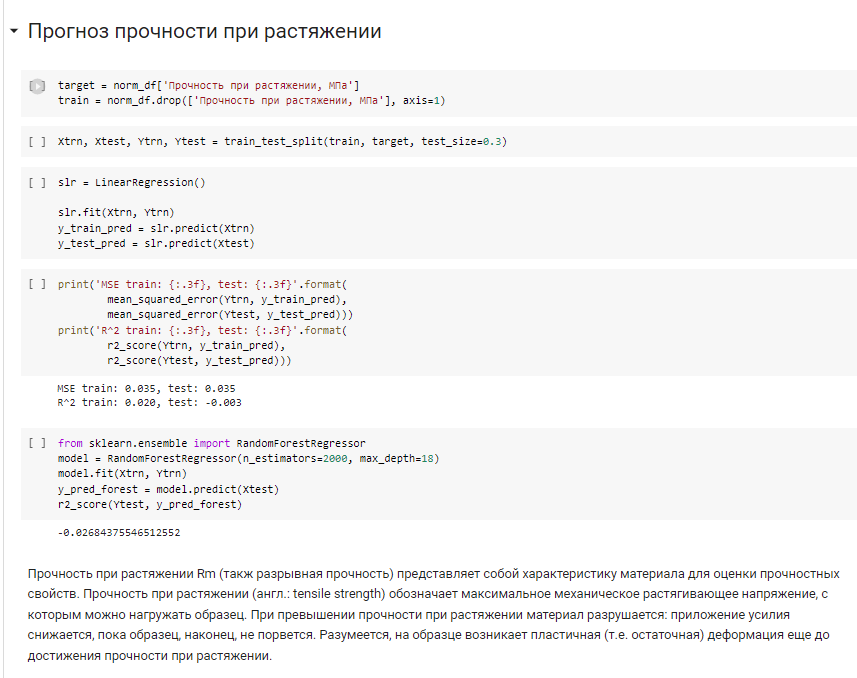 Прогноз прочности при растяжении
target = norm_df['Прочность при растяжении, МПа']
train = norm_df.drop(['Прочность при растяжении, МПа'], axis=1)
[ ] Xtrn, Xtest, Ytrn, Ytest = train_test_split(train, target, test_size=0.3)
[ ] slr = LinearRegression()
slr.fit(Xtrn, Ytrn)
y_train_pred = slr.predict(Xtrn)
y_test_pred = slr.predict(Xtest)
[ ] print('MSE train: {:.3f}, test: {:.3f}'.format(
mean_squared_error(Ytrn, y_train_pred),
mean_squared_error(Ytest, y_test_pred)))
print('R^2 train: {:.3f}, test: {:.3f}'.format(
r2_score(Ytrn, y_train_pred),
r2_score(Ytest, y_test_pred)))
MSE train: 0.035, test: 0.035
R^2 train: 0.020, test: -0.003
[ ] from sklearn.ensemble import RandomForestRegressor
model = RandomForestRegressor(n_estimators=2000, max_depth=18)
model.fit(Xtrn, Ytrn)
y_pred_forest = model.predict(Xtest)
r2_score(Ytest, y_pred_forest)
-0.02684375546512552
Прочность при растяжении Rm (такж разрывная прочность) представляет собой характеристику материала для оценки прочностных
свойств. Прочность при растяжении (англ.: tensile strength) обозначает максимальное механическое растягивающее напряжение, с
которым можно нагружать образец. При превышении прочности при растяжении материал разрушается: приложение усилия
снижается, пока образец, наконец, не порвется. Разумеется, на образце возникает пластичная (т.е. остаточная) деформация еще до
достижения прочности при растяжении.